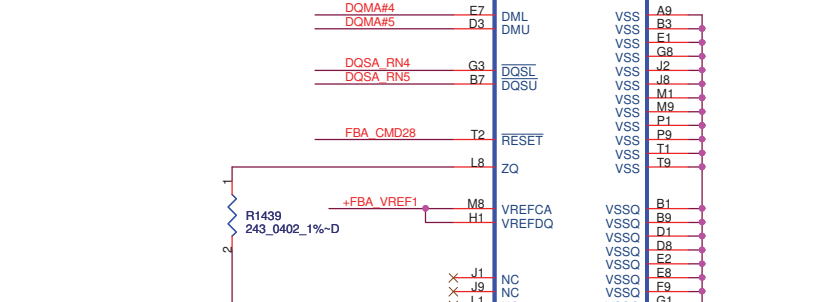 DQMA#4 E7 DML VSS A9
DQMA#5 D3 DMU VSS B3
VSS E1
VSS G8
DQSA_RN4 G3 DQSL VSS J2
DQSA_RN5 B7 DQSU VSS J8
VSS M1
VSS M9
VSS P1
FBA_CMD28 T2 RESET VSS P9
VSS T1
L8 ZQ VSS T9
1
+FBA_VREF1 M8 VREFCA VSSQ B1
R1439 H1 VREFDQ VSSQ B9
243_0402_1%~D VSSQ D1
2 VSSQ D8
VSSQ E2
J1 NC VSSQ E8
J9 NC VSSQ F9
L1 G1